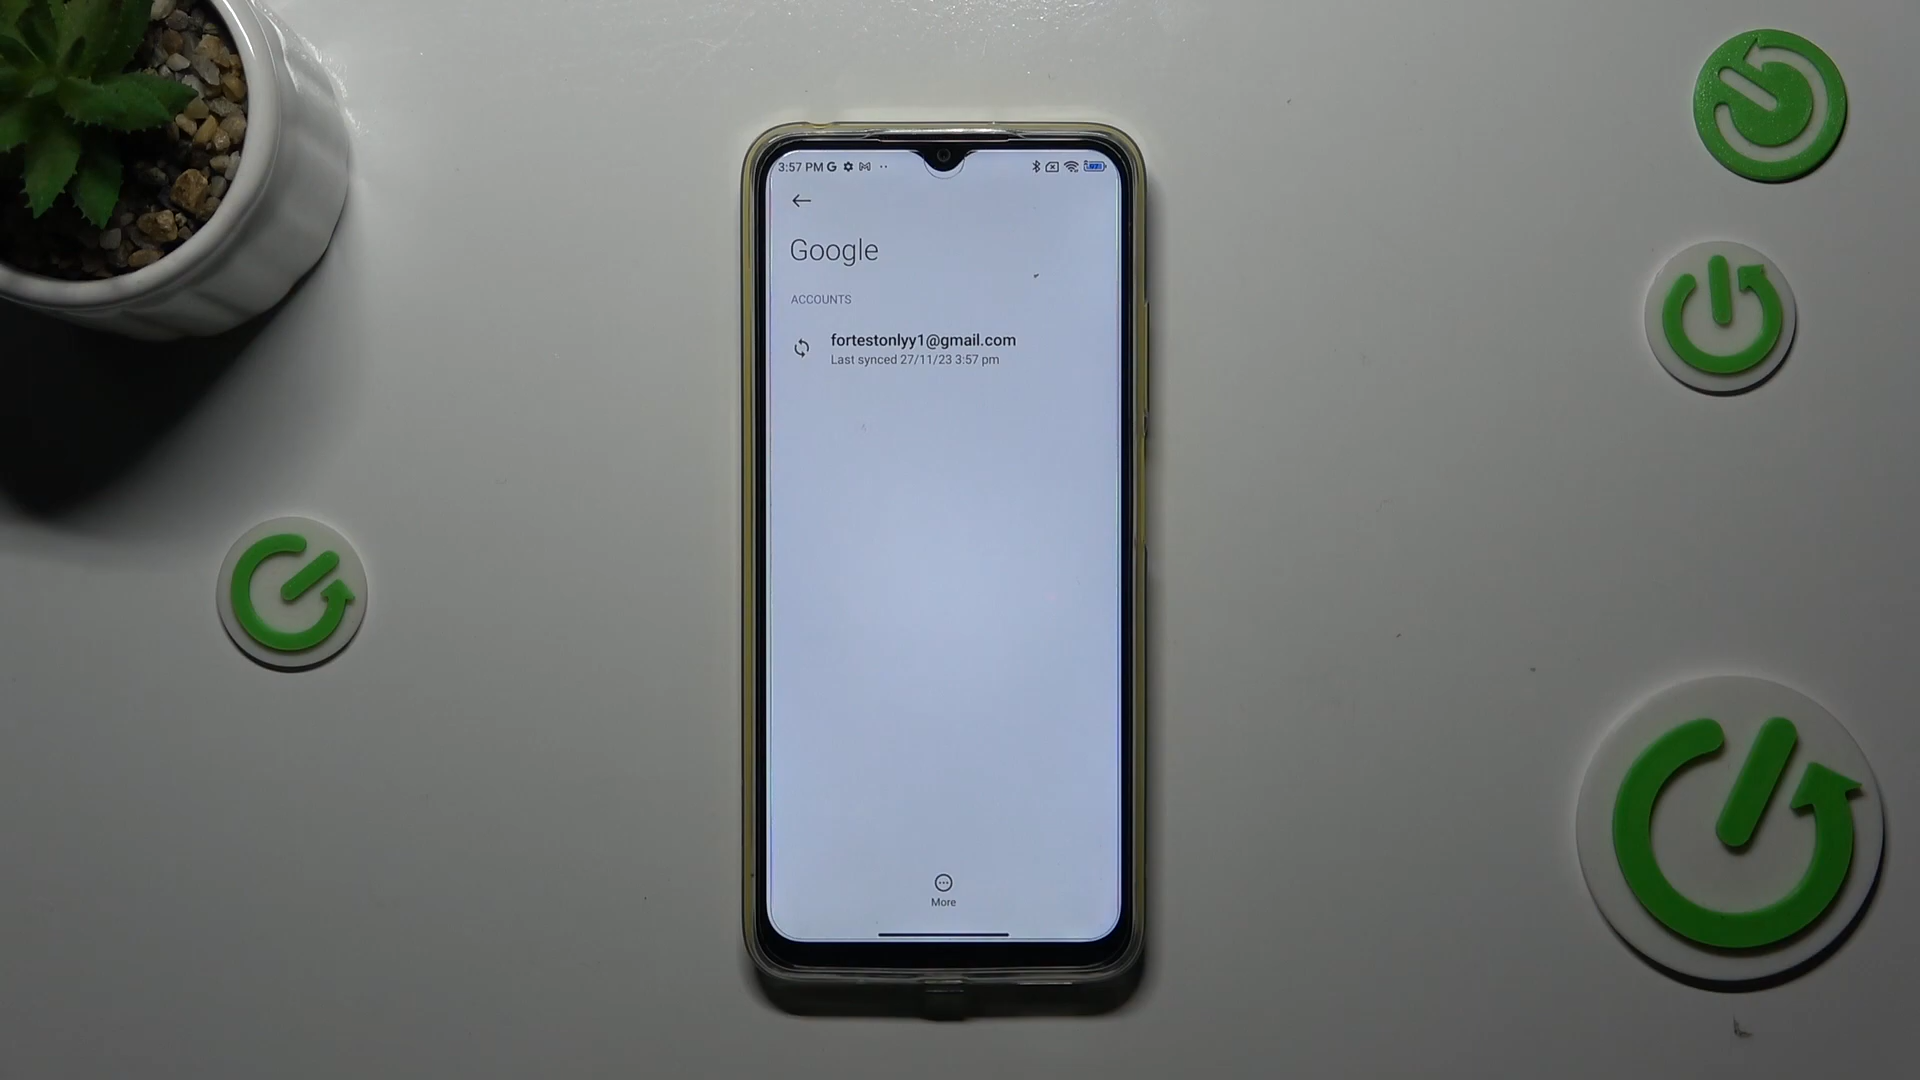 3:57 PM G
Google
ACCOUNTS
fortestonlyy1@gmail.com
Last synced 27/11/23 3:57 pm
More